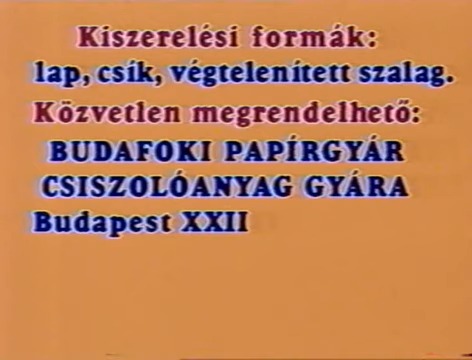 Kiszerelési formák:
lap, csík, végtelenített szalag.
Közvetlen megrendelhető:
BUDAFOKI PAPÍRGYÁR
CSISZOLÓANYAG GYÁRA
Budapest XXII